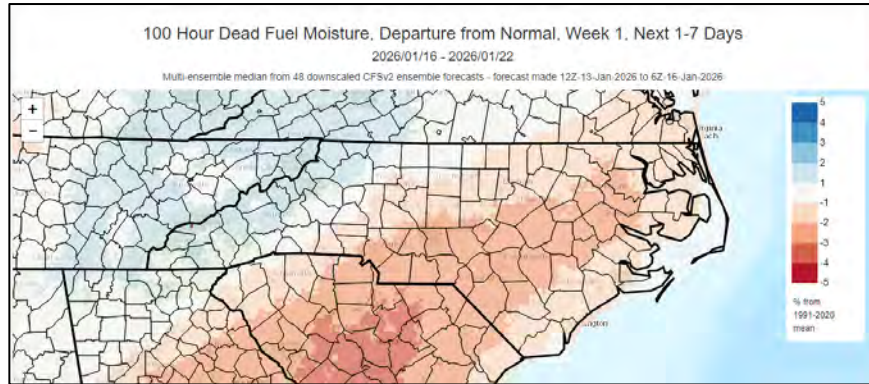 100 Hour Dead Fuel Moisture, Departure from Normal, Week 1, Next 1-7 Days
2026/01/16 - 2026/01/22
Multi-ensemble median from 48 downscaled CFSv2 ensemble forecasts - forecast made 12Z-13-Jan-2026 to 6Z-16-Jan-2026
+
−
5
4
3
2
1
-1
-2
-3
-4
-5
% from
1991-2020
mean